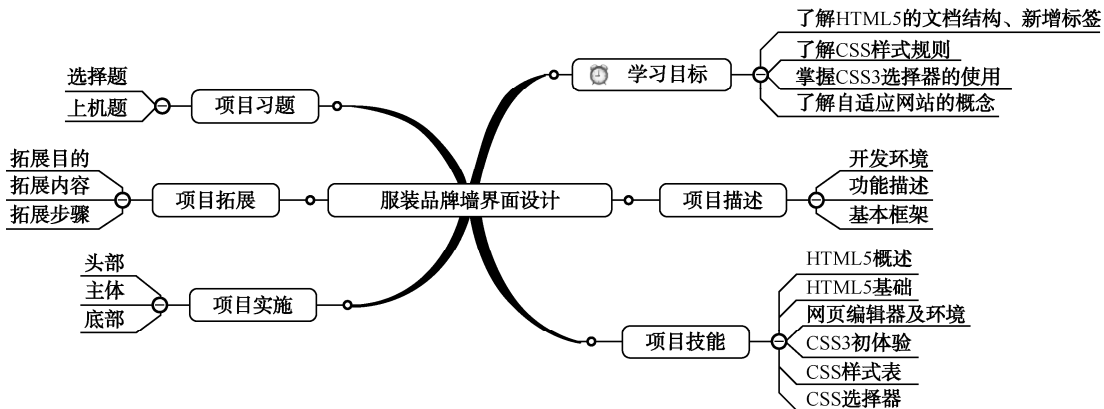 服装品牌墙界面设计
学习目标
了解HTML5的文档结构、新增标签
了解CSS样式规则
掌握CSS3选择器的使用
了解自适应网站的概念
项目描述
开发环境
功能描述
基本框架
项目技能
HTML5概述
HTML5基础
网页编辑器及环境
CSS3初体验
CSS样式表
CSS选择器
项目实施
头部
主体
底部
项目拓展
拓展目的
拓展内容
拓展步骤
项目习题
选择题
上机题